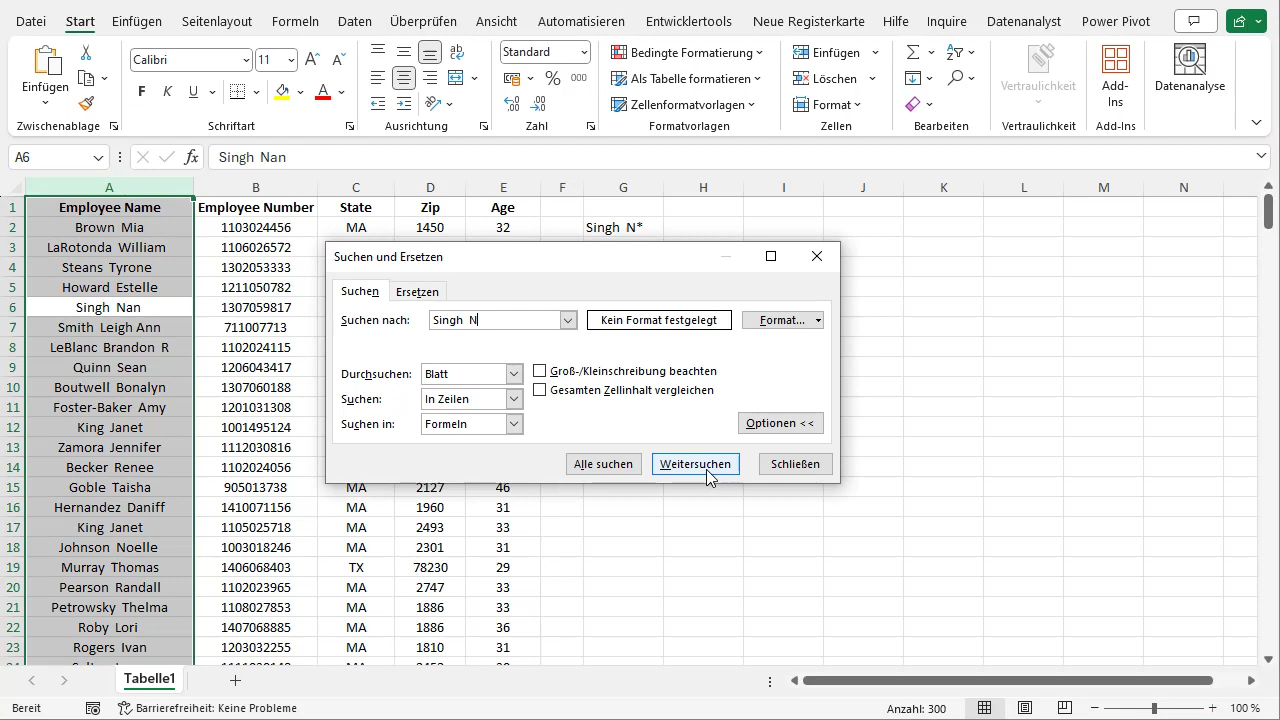 Datei Start Einfügen Seitenlayout Formeln Daten Überprüfen Ansicht Automatisieren Entwicklertools Neue Registerkarte Hilfe Inquire Datenanalyse Power Pivot
Calibri 11 Standard Bedingte Formatierung Einfügen
Einfügen Als Tabelle formatieren Löschen Vertraulichkeit Add-Ins Datenanalyse
F K U % 000
Zellenformatvorlagen Format
Zwischenablage Schriftart Ausrichtung Zahl Formatvorlagen Zellen Bearbeiten Vertraulichkeit Add-Ins
A6 fx Singh Nan
A B C D E F G H I J K L M N
1 Employee Name Employee Number State Zip Age
2 Brown Mia 1103024456 MA 1450 32 Singh N*
3 LaRotonda William 1106026572
4 Steans Tyrone 1302053333
5 Howard Estelle 1211050782
6 Singh Nan 1307059817
7 Smith Leigh Ann 711007713
8 LeBlanc Brandon R 1102024115
9 Quinn Sean 1206043417
10 Boutwell Bonalyn 1307060188
11 Foster-Baker Amy 1201031308
12 King Janet 1001495124
13 Zamora Jennifer 1112030816
14 Becker Renee 1102024056
15 Goble Taisha 905013738 MA 2127 46
16 Hernandez Daniff 1410071156 MA 1960 31
17 King Janet 1105025718 MA 2493 33
18 Johnson Noelle 1003018246 MA 2301 31
19 Murray Thomas 1406068403 TX 78230 29
20 Pearson Randall 1102023965 MA 2747 33
21 Petrowsky Thelma 1108027853 MA 1886 33
22 Roby Lori 1407068885 MA 1886 36
23 Rogers Ivan 1203032255 MA 1810 31
Suchen und Ersetzen
Suchen Ersetzen
Suchen nach: Singh N Kein Format festgelegt Format...
Durchsuchen: Blatt Groß-/Kleinschreibung beachten
Suchen: In Zeilen Gesamten Zellinhalt vergleichen
Suchen in: Formeln Optionen <<
Alle suchen Weitersuchen Schließen
Tabelle1
Bereit Barrierefreiheit: Keine Probleme Anzahl: 300 100 %